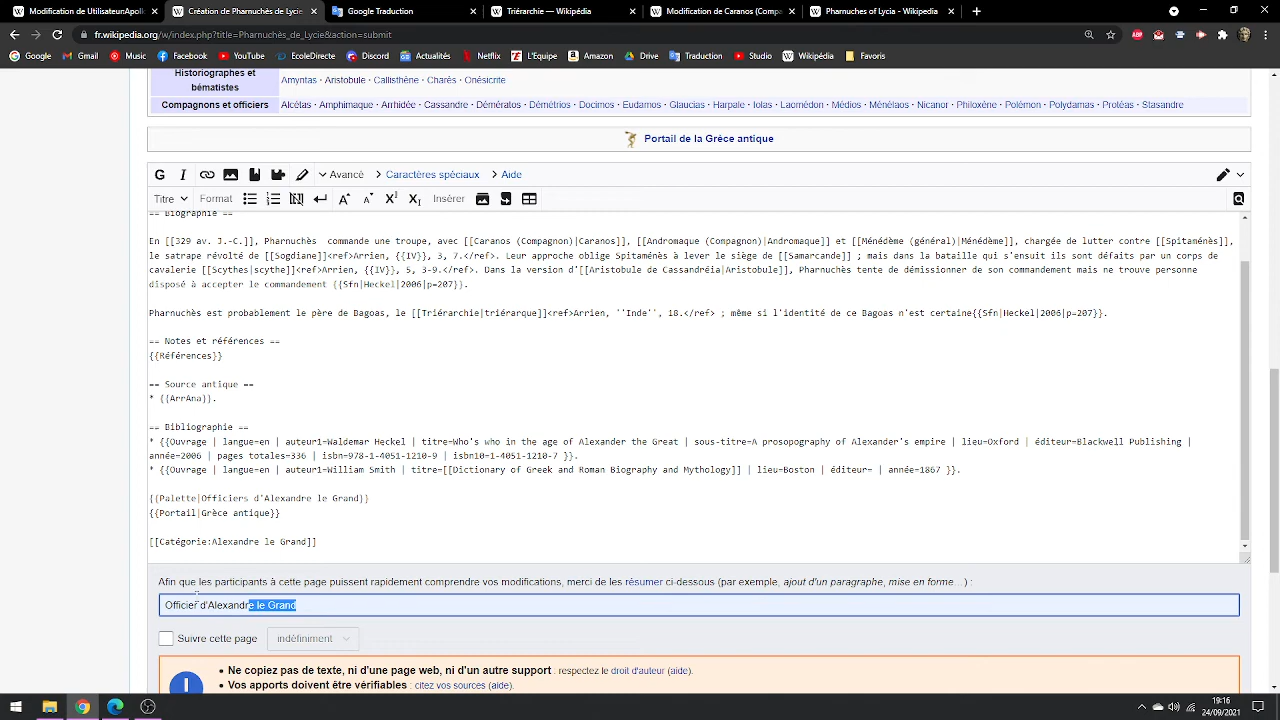 Modification de UtilisateurApoll
Création de Pharnuchès de Lycie
Google Traduction
Triérarchie — Wikipédia
Modification de Caranos (Compa
Pharnuches of Lycia - Wikipedia
fr.wikipedia.org/w/index.php?title=Pharnuchès_de_Lycie&action=submit
Google
Gmail
Music
Facebook
YouTube
EcoleDirecte
Discord
Actualités
Netflix
L'Equipe
Amazon
Drive
Traduction
Studio
Wikipédia
Favoris
Historiographes et bématistes
Amyntas · Aristobule · Callisthène · Charès · Onésicrite
Compagnons et officiers
Alcétas · Amphimaque · Arrhidée · Cassandre · Démératos · Démétrios · Docimos · Eudamos · Glaucias · Harpale · Iolas · Laomédon · Médios · Ménélaos · Nicanor · Philoxène · Polémon · Polydamas · Protéas · Stasandre
Portail de la Grèce antique
G I Avancé Caractères spéciaux Aide
Titre Format Insérer
== Biographie ==
En [[329 av. J.-C.]], Pharnuchès  commande une troupe, avec [[Caranos (Compagnon)|Caranos]], [[Andromaque (Compagnon)|Andromaque]] et [[Ménédème (général)|Ménédème]], chargée de lutter contre [[Spitaménès]],
le satrape révolté de [[Sogdiane]]<ref>Arrien, {{IV}}, 3, 7.</ref>. Leur approche oblige Spitaménès à lever le siège de [[Samarcande]] ; mais dans la bataille qui s'ensuit ils sont défaits par un corps de
cavalerie [[Scythes|scythe]]<ref>Arrien, {{IV}}, 5, 3-9.</ref>. Dans la version d'[[Aristobule de Cassandréia|Aristobule]], Pharnuchès tente de démissionner de son commandement mais ne trouve personne
disposé à accepter le commandement {{Sfn|Heckel|2006|p=207}}.
Pharnuchès est probablement le père de Bagoas, le [[Triérarchie|triérarque]]<ref>Arrien, ''Inde'', 18.</ref> ; même si l'identité de ce Bagoas n'est certaine{{Sfn|Heckel|2006|p=207}}.
== Notes et références ==
{{Références}}
== Source antique ==
* {{ArrAna}}.
== Bibliographie ==
* {{Ouvrage | langue=en | auteur1=Waldemar Heckel | titre=Who's who in the age of Alexander the Great | sous-titre=A prosopography of Alexander's empire | lieu=Oxford | éditeur=Blackwell Publishing |
année=2006 | pages totales=336 | isbn=978-1-4051-1210-9 | isbn10=1-4051-1210-7 }}.
* {{Ouvrage | langue=en | auteur1=William Smith | titre=[[Dictionary of Greek and Roman Biography and Mythology]] | lieu=Boston | éditeur= | année=1867 }}.
{{Palette|Officiers d'Alexandre le Grand}}
{{Portail|Grèce antique}}
[[Catégorie:Alexandre le Grand]]
Afin que les participants à cette page puissent rapidement comprendre vos modifications, merci de les résumer ci-dessous (par exemple, ajout d'un paragraphe, mise en forme…) :
Officier d'Alexandre le Grand
Suivre cette page
indéfiniment
• Ne copiez pas de texte, ni d'une page web, ni d'un autre support : respectez le droit d'auteur (aide).
• Vos apports doivent être vérifiables : citez vos sources (aide).
19:16
24/09/2021